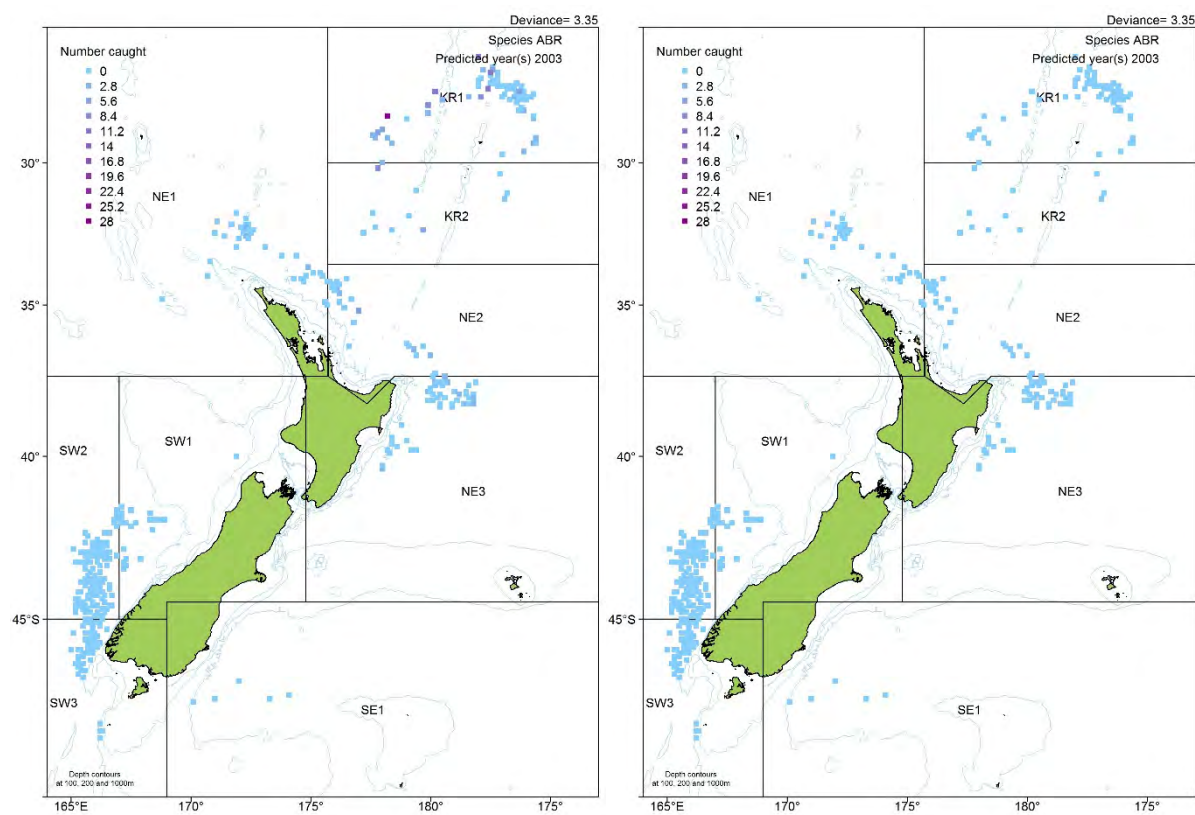 Deviance= 3.35
Species ABR
Predicted year(s) 2003
Number caught
0
2.8
5.6
8.4
11.2
14
16.8
19.6
22.4
25.2
28
KR1
30°
NE1
KR2
35°
NE2
SW2
SW1
40°
NE3
45°S
SW3
SE1
Depth contours
at 100, 200 and 1000m
165°E
170°
175°
180°
175°
Deviance= 3.35
Species ABR
Predicted year(s) 2003
Number caught
0
2.8
5.6
8.4
11.2
14
16.8
19.6
22.4
25.2
28
KR1
30°
NE1
KR2
35°
NE2
SW2
SW1
40°
NE3
45°S
SW3
SE1
Depth contours
at 100, 200 and 1000m
165°E
170°
175°
180°
175°